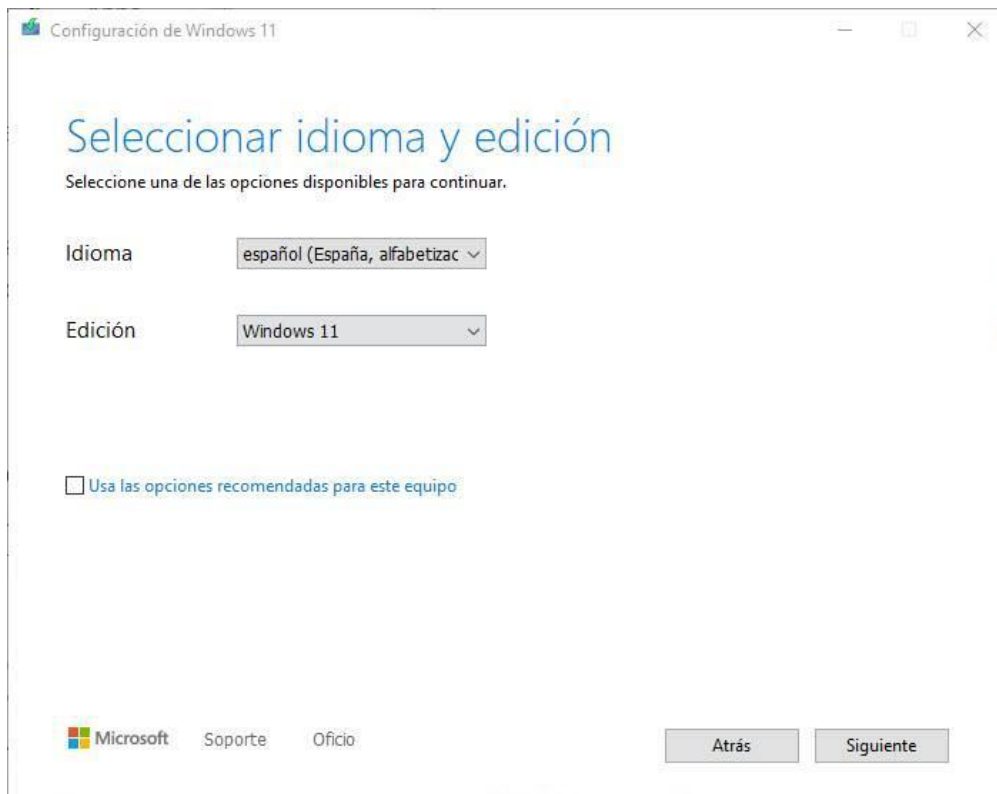 Configuración de Windows 11
Seleccionar idioma y edición
Seleccione una de las opciones disponibles para continuar.
Idioma español (España, alfabetizac
Edición Windows 11
Usa las opciones recomendadas para este equipo
Microsoft Soporte Oficio Atrás Siguiente